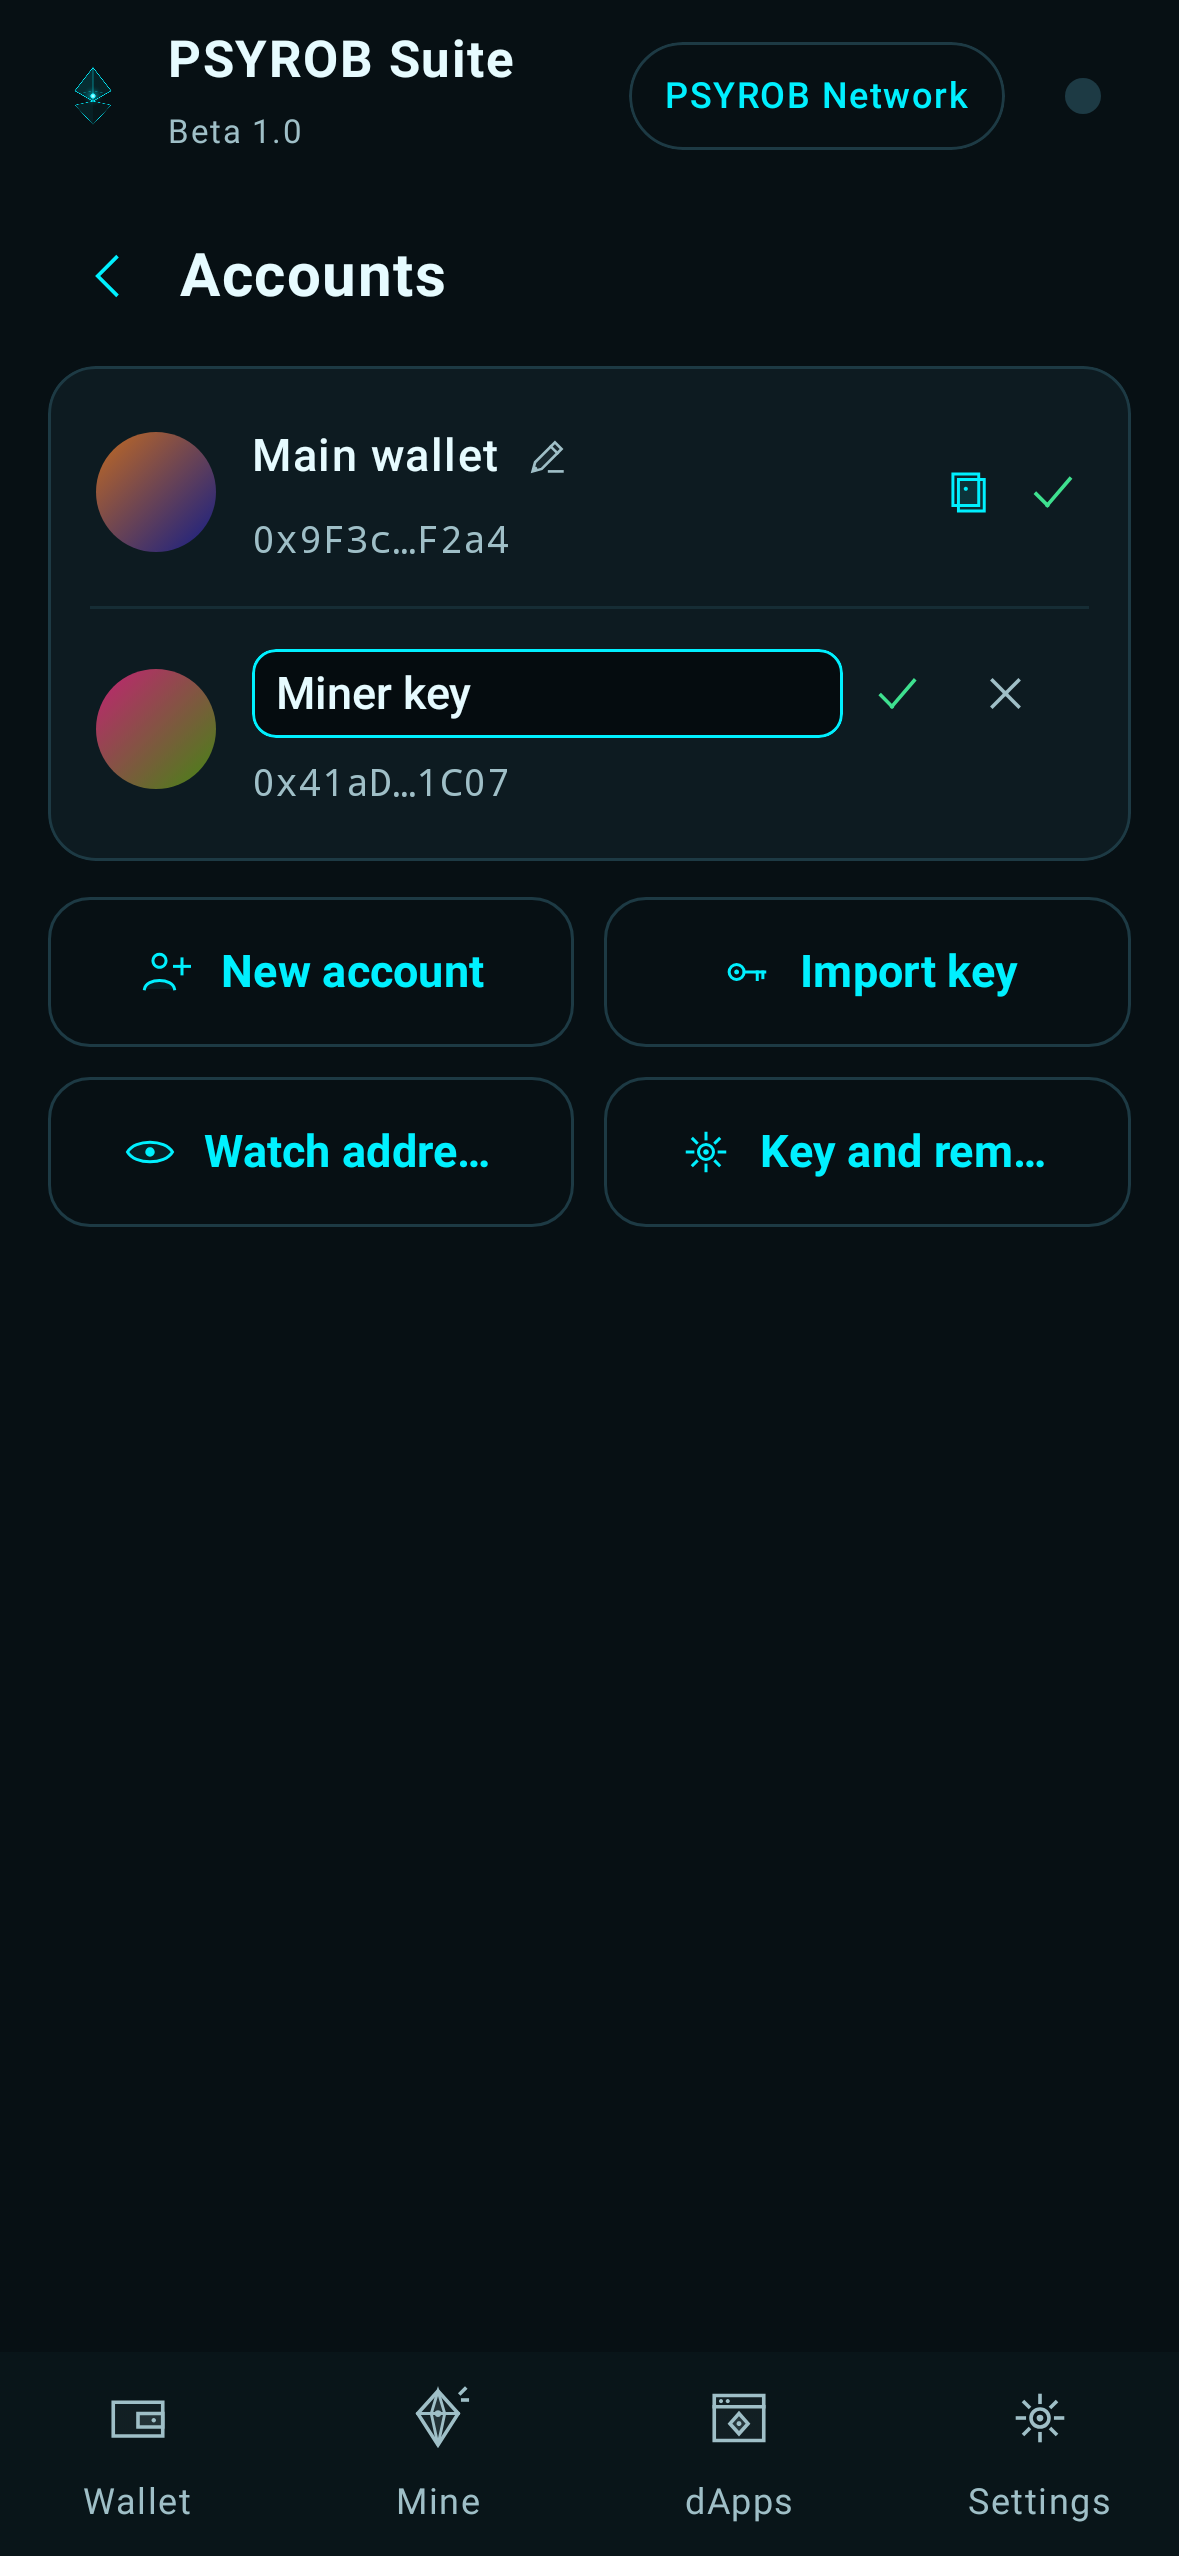 PSYROB Suite
Beta 1.0
PSYROB Network
Accounts
Main wallet
0x9F3c…F2a4
Miner key
0x41aD…1C07
New account
Import key
Watch addre…
Key and rem…
Wallet
Mine
dApps
Settings